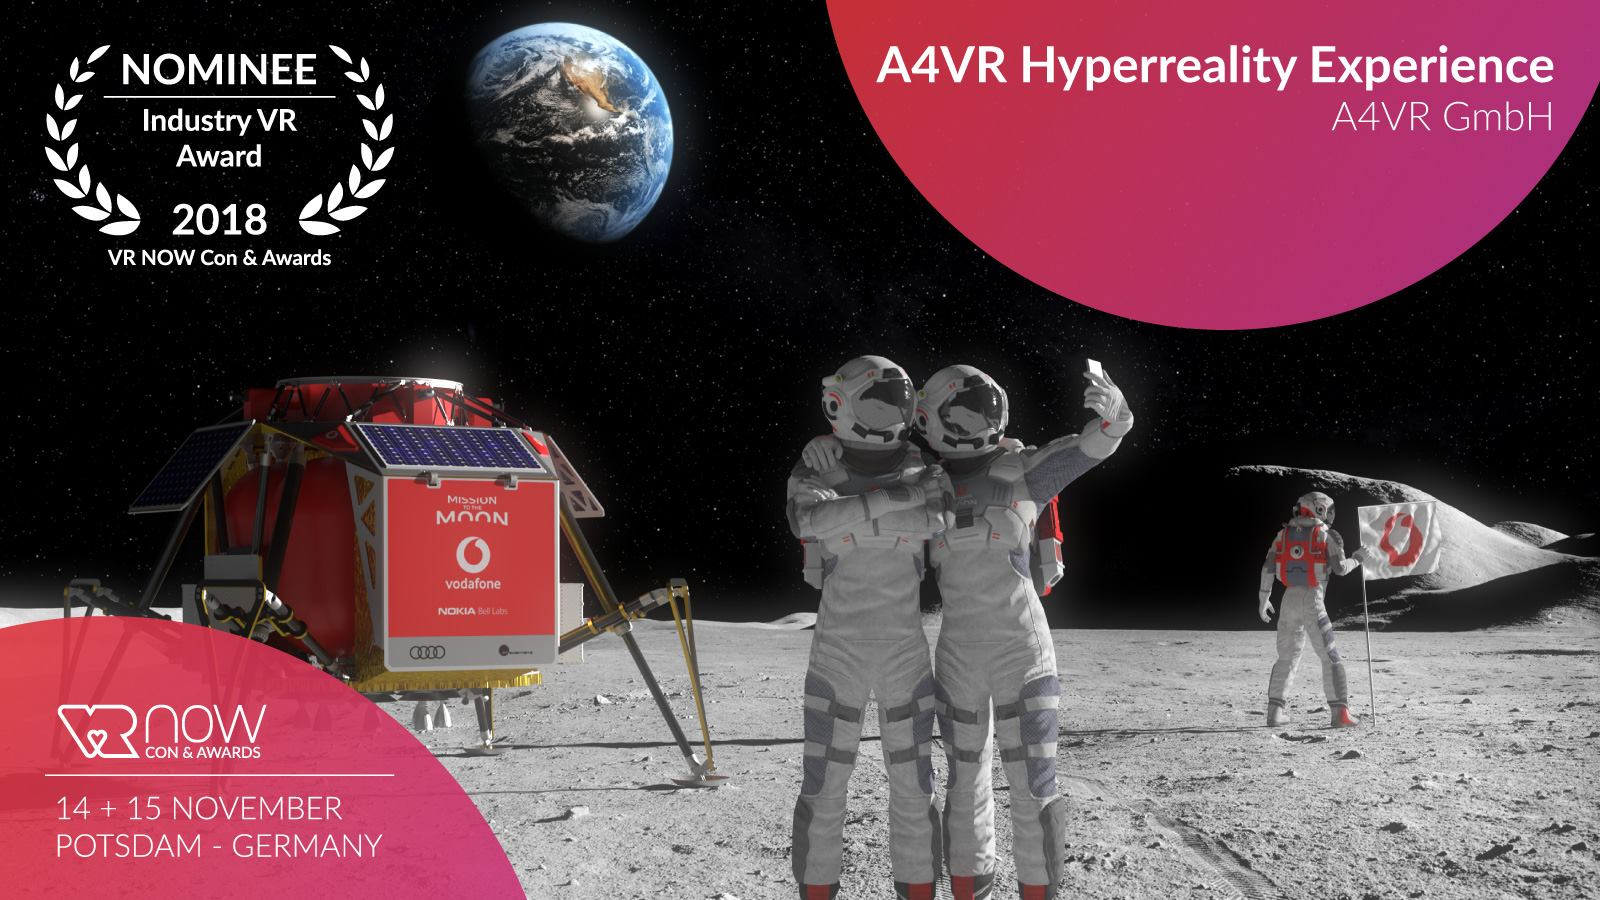 NOMINEE
Industry VR
Award
2018
VR NOW Con & Awards
A4VR Hyperreality Experience
A4VR GmbH
MISSION
TO THE
MOON
vodafone
NOKIA Bell Labs
VR NOW
CON & AWARDS
14 + 15 NOVEMBER
POTSDAM - GERMANY